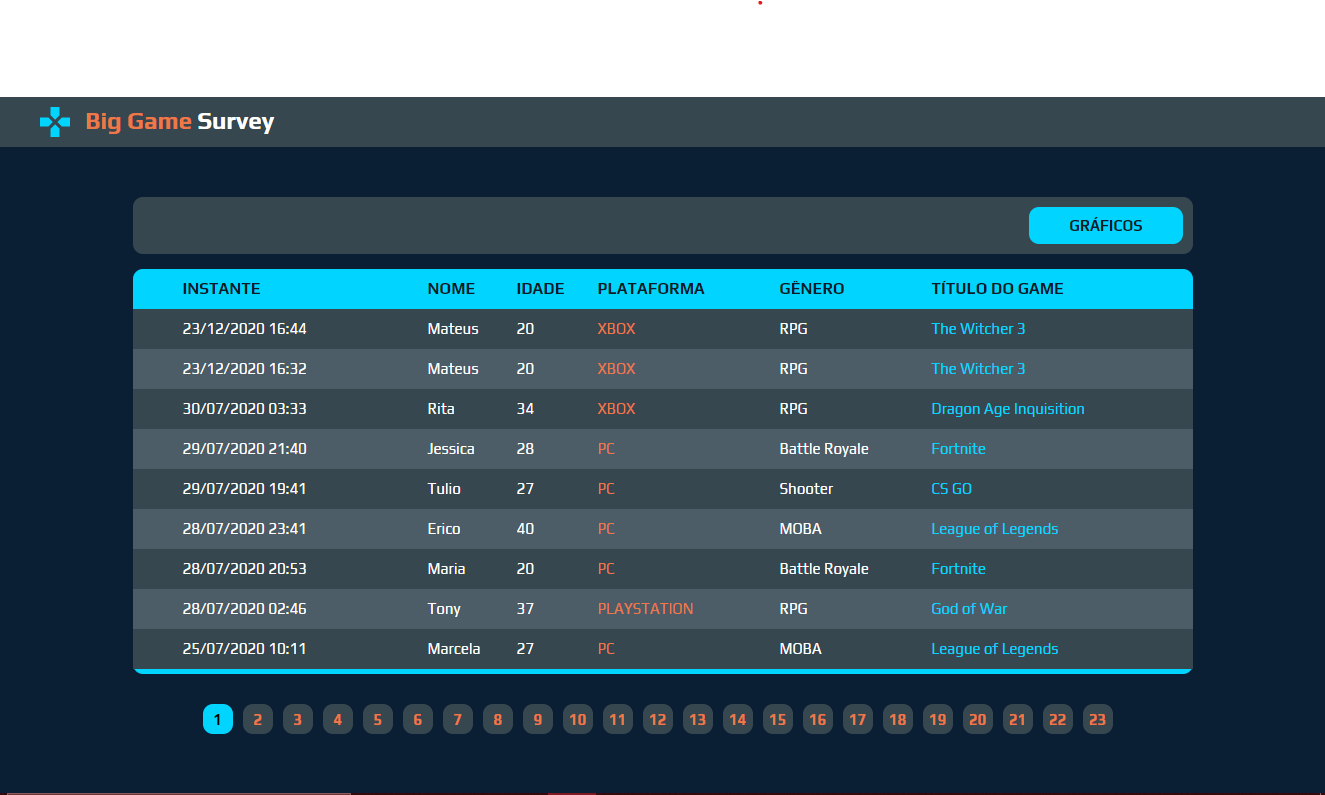 Big Game Survey
GRÁFICOS
INSTANTE NOME IDADE PLATAFORMA GÊNERO TÍTULO DO GAME
23/12/2020 16:44 Mateus 20 XBOX RPG The Witcher 3
23/12/2020 16:32 Mateus 20 XBOX RPG The Witcher 3
30/07/2020 03:33 Rita 34 XBOX RPG Dragon Age Inquisition
29/07/2020 21:40 Jessica 28 PC Battle Royale Fortnite
29/07/2020 19:41 Tulio 27 PC Shooter CS GO
28/07/2020 23:41 Erico 40 PC MOBA League of Legends
28/07/2020 20:53 Maria 20 PC Battle Royale Fortnite
28/07/2020 02:46 Tony 37 PLAYSTATION RPG God of War
25/07/2020 10:11 Marcela 27 PC MOBA League of Legends
1 2 3 4 5 6 7 8 9 10 11 12 13 14 15 16 17 18 19 20 21 22 23